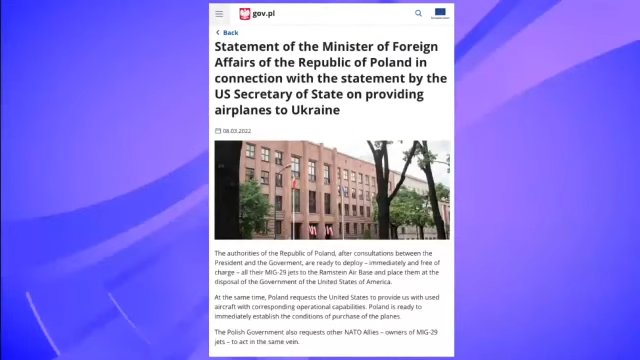 gov.pl
Back
Statement of the Minister of Foreign
Affairs of the Republic of Poland in
connection with the statement by the
US Secretary of State on providing
airplanes to Ukraine
08.03.2022
The authorities of the Republic of Poland, after consultations between the
President and the Goverment, are ready to deploy – immediately and free of
charge – all their MIG-29 jets to the Ramstein Air Base and place them at the
disposal of the Government of the United States of America.
At the same time, Poland requests the United States to provide us with used
aircraft with corresponding operational capabilities. Poland is ready to
immediately establish the conditions of purchase of the planes
The Polish Government also requests other NATO Allies – owners of MIG-29
jets – to act in the same vein.